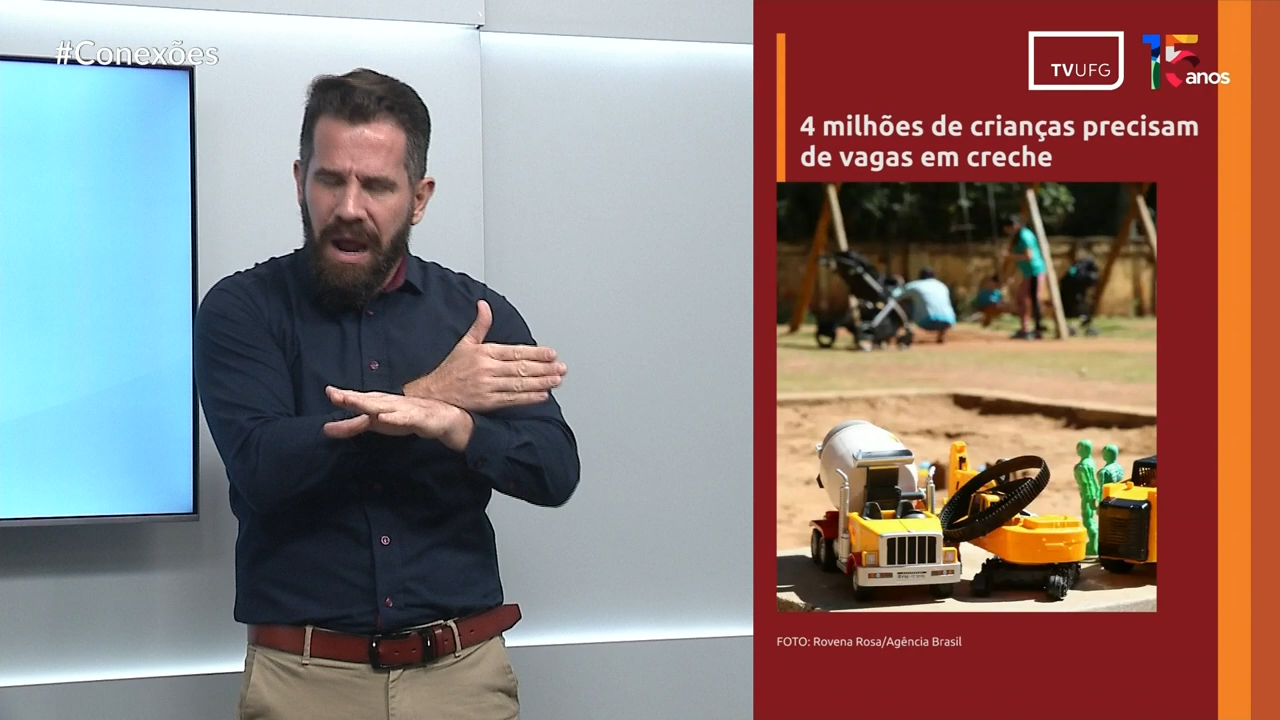 #Conexões
TVUFG
15 anos
4 milhões de crianças precisam
de vagas em creche
FOTO: Rovena Rosa/Agência Brasil